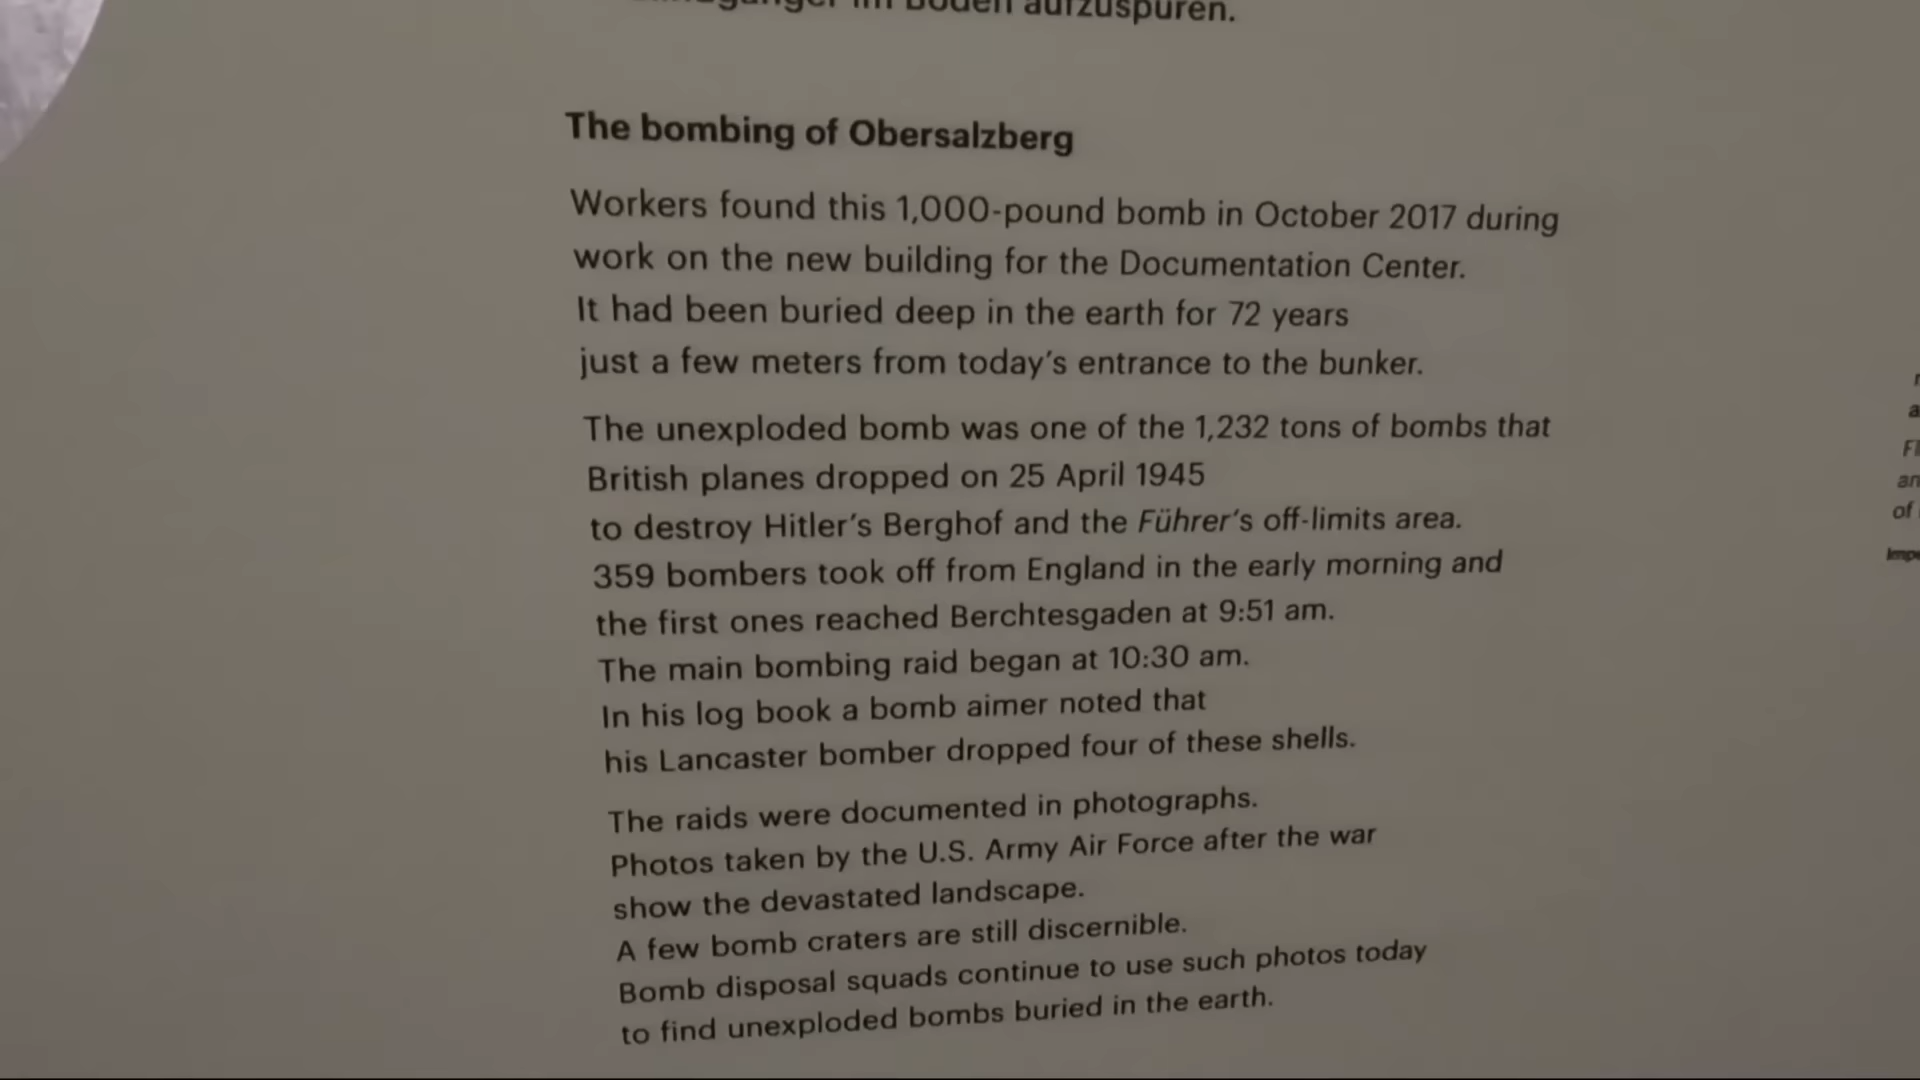 im Boden aufzuspüren.
The bombing of Obersalzberg
Workers found this 1,000-pound bomb in October 2017 during
work on the new building for the Documentation Center.
It had been buried deep in the earth for 72 years
just a few meters from today's entrance to the bunker.
The unexploded bomb was one of the 1,232 tons of bombs that
British planes dropped on 25 April 1945
to destroy Hitler's Berghof and the Führer's off-limits area.
359 bombers took off from England in the early morning and
the first ones reached Berchtesgaden at 9:51 am.
The main bombing raid began at 10:30 am.
In his log book a bomb aimer noted that
his Lancaster bomber dropped four of these shells.
The raids were documented in photographs.
Photos taken by the U.S. Army Air Force after the war
show the devastated landscape.
A few bomb craters are still discernible.
Bomb disposal squads continue to use such photos today
to find unexploded bombs buried in the earth.
of